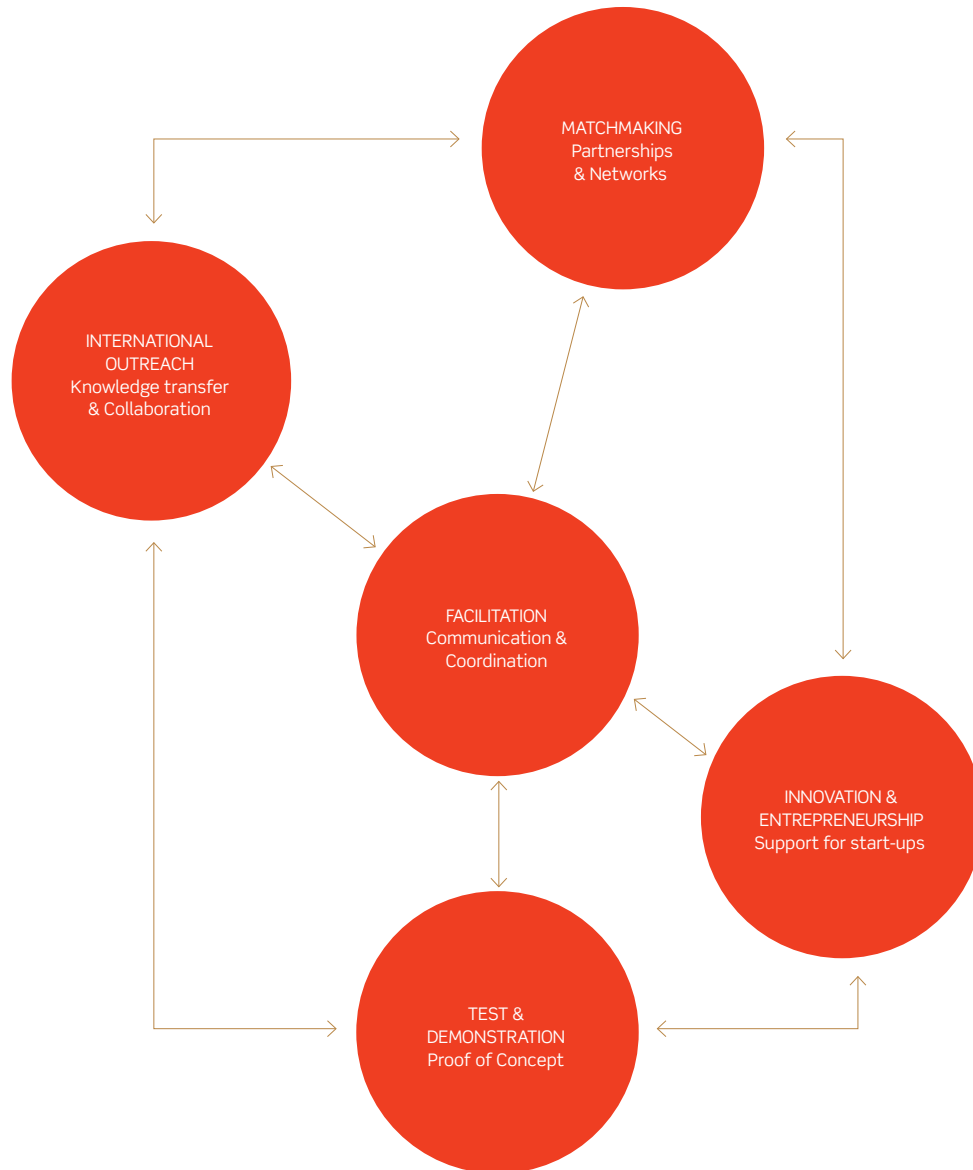 MATCHMAKING
Partnerships
& Networks
INTERNATIONAL
OUTREACH
Knowledge transfer
& Collaboration
FACILITATION
Communication &
Coordination
INNOVATION &
ENTREPRENEURSHIP
Support for start-ups
TEST &
DEMONSTRATION
Proof of Concept